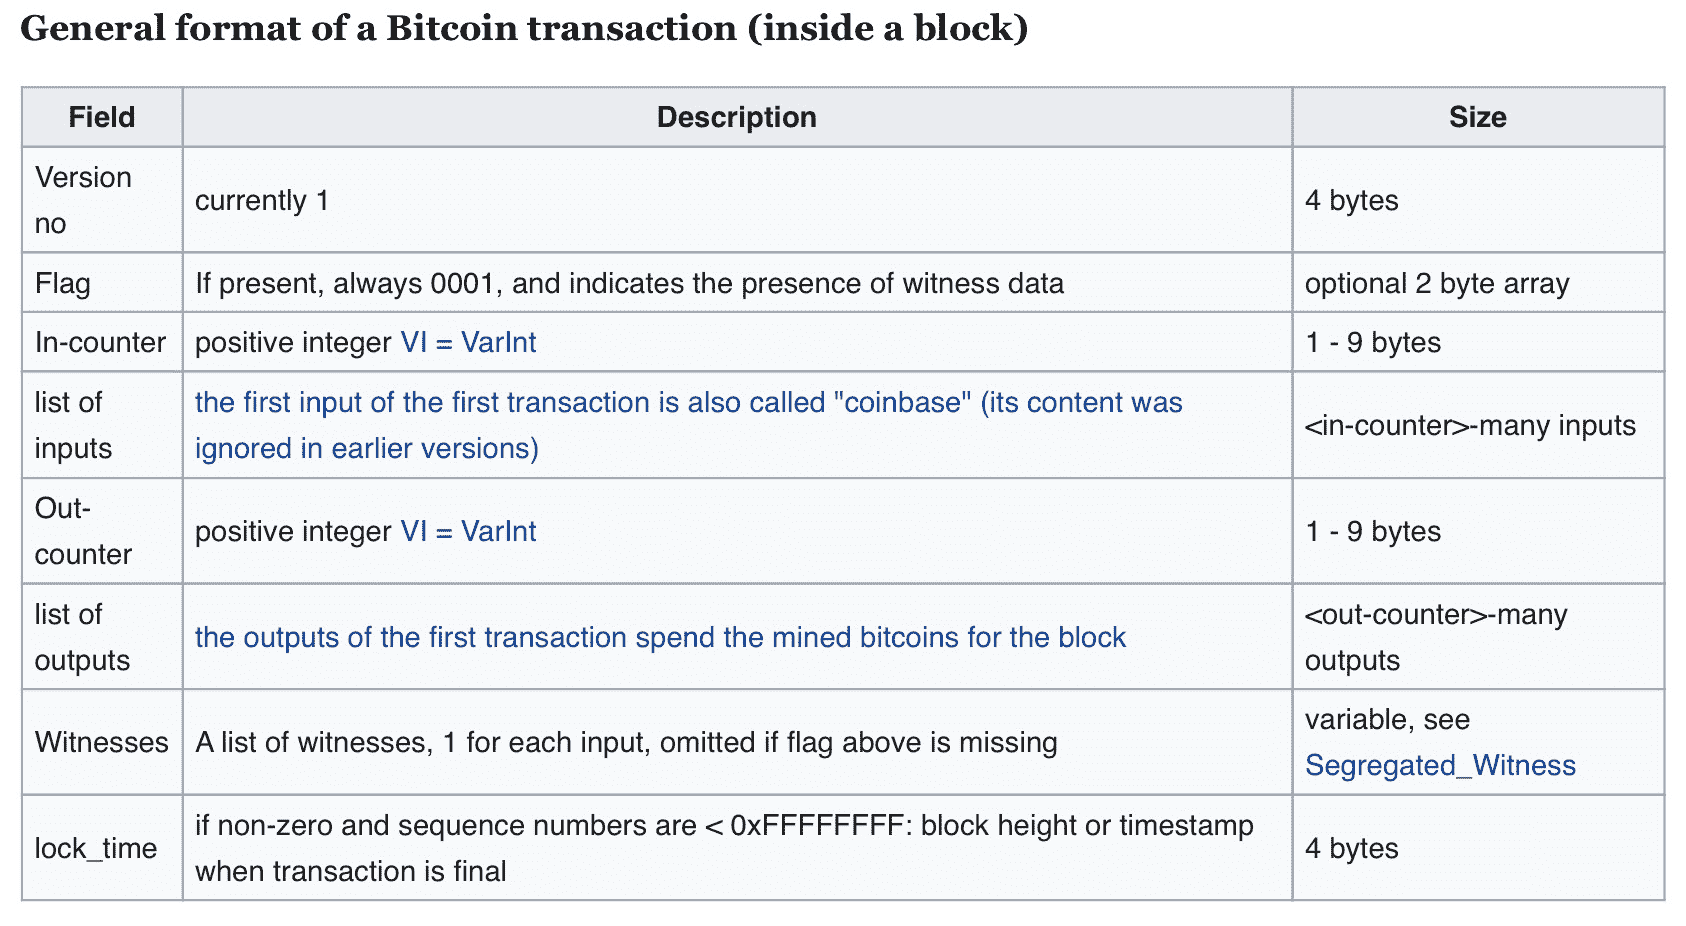 General format of a Bitcoin transaction (inside a block)
Field Description Size
Version
no
currently 1
4 bytes
Flag If present, always 0001, and indicates the presence of witness data optional 2 byte array
In-counter positive integer VI = VarInt 1 - 9 bytes
list of
inputs
the first input of the first transaction is also called "coinbase" (its content was
ignored in earlier versions)
<in-counter>-many inputs
Out-
counter
positive integer VI = VarInt
1 - 9 bytes
list of
outputs
the outputs of the first transaction spend the mined bitcoins for the block
<out-counter>-many
outputs
Witnesses
A list of witnesses, 1 for each input, omitted if flag above is missing
variable, see
Segregated_Witness
lock_time
if non-zero and sequence numbers are < 0xFFFFFFFF: block height or timestamp
when transaction is final
4 bytes